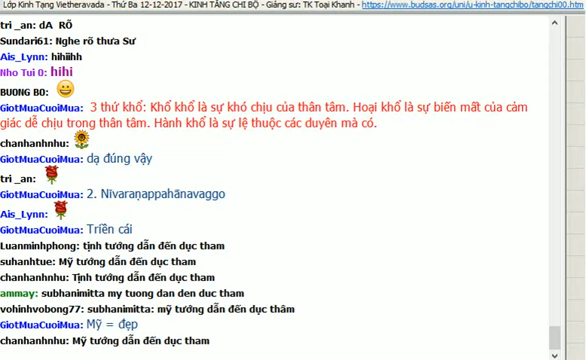 Lớp Kinh Tạng Vietheravada - Thứ Ba 12-12-2017 - KINH TĂNG CHI BỘ - Giảng sư: TK Toại Khanh - https://www.budsas.org/uni/u-kinh-tangchibo/tangchi00.htm
tri _an: dA RÕ
Sundari61: Nghe rõ thưa Sư
Ais_Lynn: hihiihh
Nho Tui 0: hihi
BUONG BO:
GiotMuaCuoiMua: 3 thứ khổ: Khổ khổ là sự khó chịu của thân tâm. Hoại khổ là sự biến mất của cảm
giác dễ chịu trong thân tâm. Hành khổ là sự lệ thuộc các duyên mà có.
chanhanhnhu:
GiotMuaCuoiMua: dạ đúng vậy
tri _an:
GiotMuaCuoiMua: 2. Nīvaraṇappahānavaggo
Ais_Lynn:
GiotMuaCuoiMua: Triền cái
Luanminhphong: tịnh tướng dẫn đến dục tham
suhanhtue: Mỹ tướng dẫn đến dục tham
chanhanhnhu: Tịnh tướng dẫn đến dục tham
ammay: subhanimitta my tuong dan den duc tham
vohinhvobong77: subhanimitta: mỹ tướng dẫn đến dục thâm
GiotMuaCuoiMua: Mỹ = đẹp
chanhanhnhu: Mỹ tướng dẫn đến dục tham